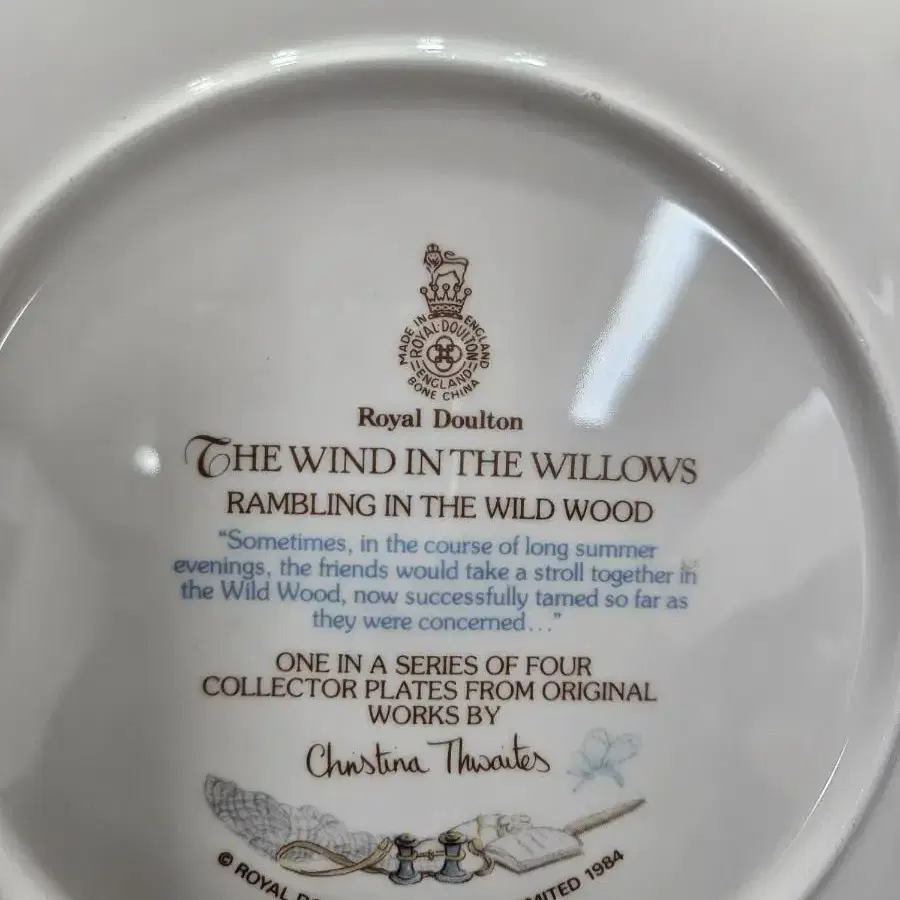 MADE IN ENGLAND
ROYAL·DOULTON
ENGLAND
BONE CHINA
Royal Doulton
THE WIND IN THE WILLOWS
RAMBLING IN THE WILD WOOD
“Sometimes, in the course of long summer
evenings, the friends would take a stroll together in
the Wild Wood, now successfully tamed so far as
they were concerned...”
ONE IN A SERIES OF FOUR
COLLECTOR PLATES FROM ORIGINAL
WORKS BY
Christina Thwaites
© ROYAL 1984